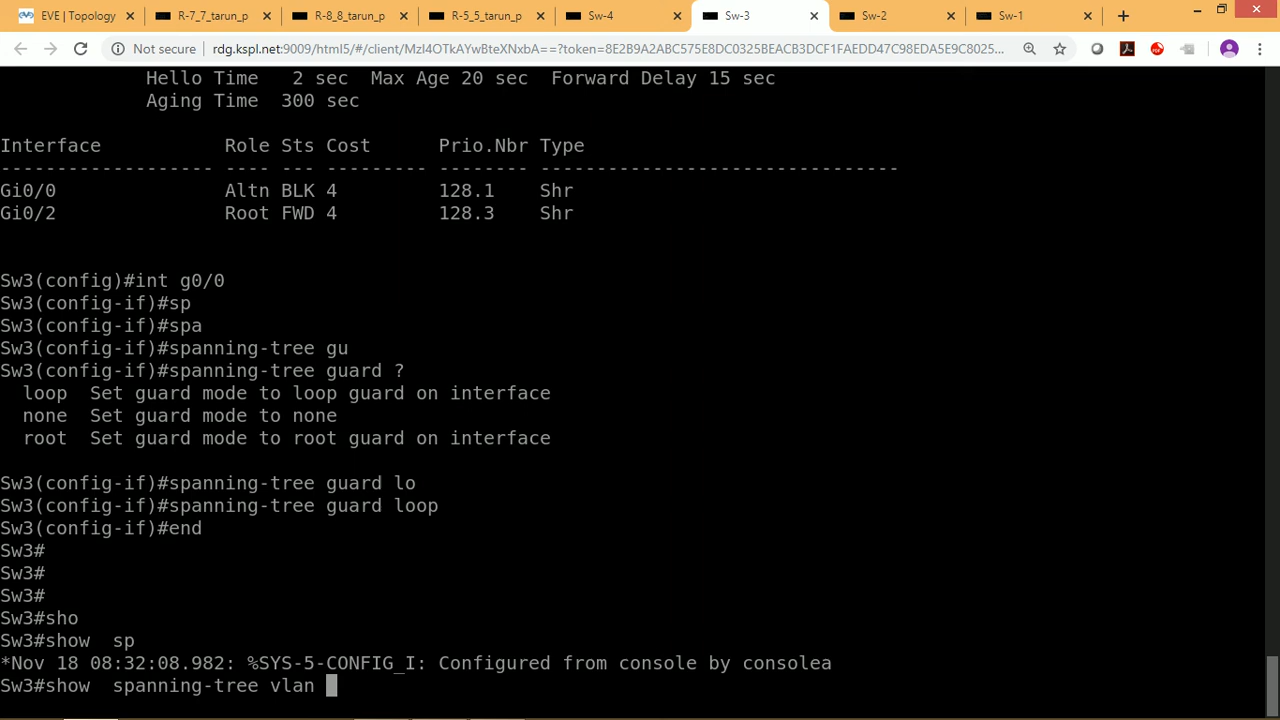 EVE | Topology
R-7_7_tarun_p
R-8_8_tarun_p
R-5_5_tarun_p
Sw-4
Sw-3
Sw-2
Sw-1
Not secure
rdg.kspl.net:9009/html5/#/client/MzI4OTkAYwBteXNxbA==?token=8E2B9A2ABC575E8DC0325BEACB3DCF1FAEDD47C98EDA5E9C8025...
Hello Time   2 sec  Max Age 20 sec  Forward Delay 15 sec
Aging Time  300 sec
Interface           Role Sts Cost      Prio.Nbr Type
------------------- ---- --- --------- -------- --------------------------------
Gi0/0               Altn BLK 4         128.1    Shr
Gi0/2               Root FWD 4         128.3    Shr
Sw3(config)#int g0/0
Sw3(config-if)#sp
Sw3(config-if)#spa
Sw3(config-if)#spanning-tree gu
Sw3(config-if)#spanning-tree guard ?
  loop  Set guard mode to loop guard on interface
  none  Set guard mode to none
  root  Set guard mode to root guard on interface
Sw3(config-if)#spanning-tree guard lo
Sw3(config-if)#spanning-tree guard loop
Sw3(config-if)#end
Sw3#
Sw3#
Sw3#
Sw3#sho
Sw3#show  sp
*Nov 18 08:32:08.982: %SYS-5-CONFIG_I: Configured from console by consolea
Sw3#show  spanning-tree vlan